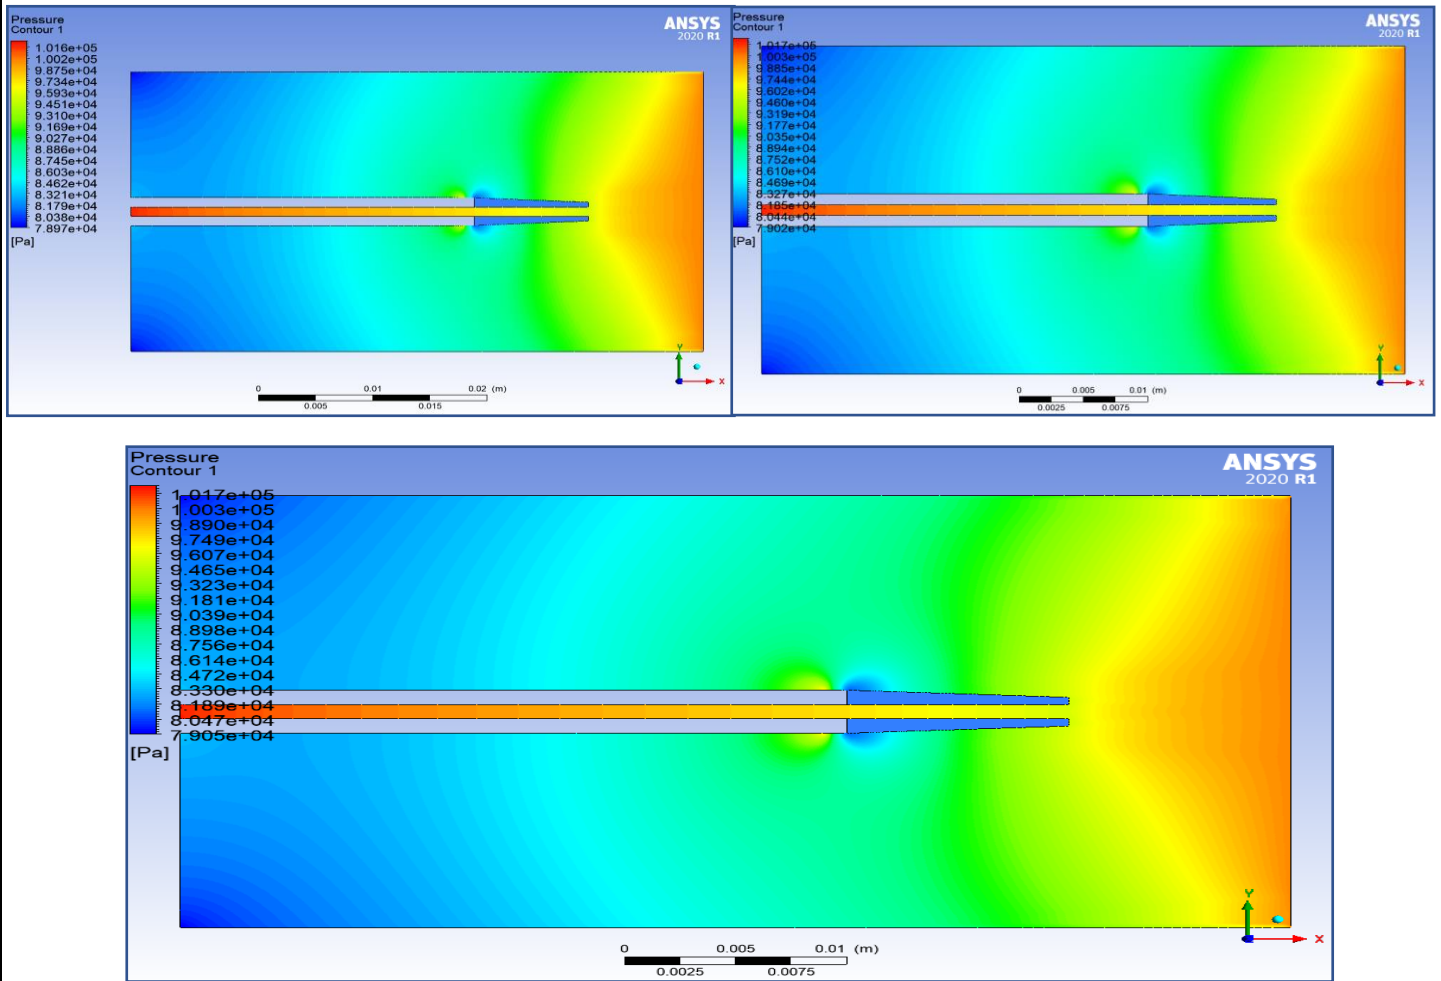 Pressure
Contour 1
1.016e+05
1.002e+05
9.875e+04
9.734e+04
9.593e+04
9.451e+04
9.310e+04
9.169e+04
9.027e+04
8.886e+04
8.745e+04
8.603e+04
8.462e+04
8.321e+04
8.179e+04
8.038e+04
7.897e+04
[Pa]
ANSYS
2020 R1
0 0.01 0.02 (m)
0.005 0.015
Y
X
Pressure
Contour 1
1.017e+05
1.003e+05
9.885e+04
9.744e+04
9.602e+04
9.460e+04
9.319e+04
9.177e+04
9.035e+04
8.894e+04
8.752e+04
8.610e+04
8.469e+04
8.327e+04
8.185e+04
8.044e+04
7.902e+04
[Pa]
ANSYS
2020 R1
0 0.005 0.01 (m)
0.0025 0.0075
Y
X
Pressure
Contour 1
1.017e+05
1.003e+05
9.890e+04
9.749e+04
9.607e+04
9.465e+04
9.323e+04
9.181e+04
9.039e+04
8.898e+04
8.756e+04
8.614e+04
8.472e+04
8.330e+04
8.189e+04
8.047e+04
7.905e+04
[Pa]
ANSYS
2020 R1
0 0.005 0.01 (m)
0.0025 0.0075
Y
X